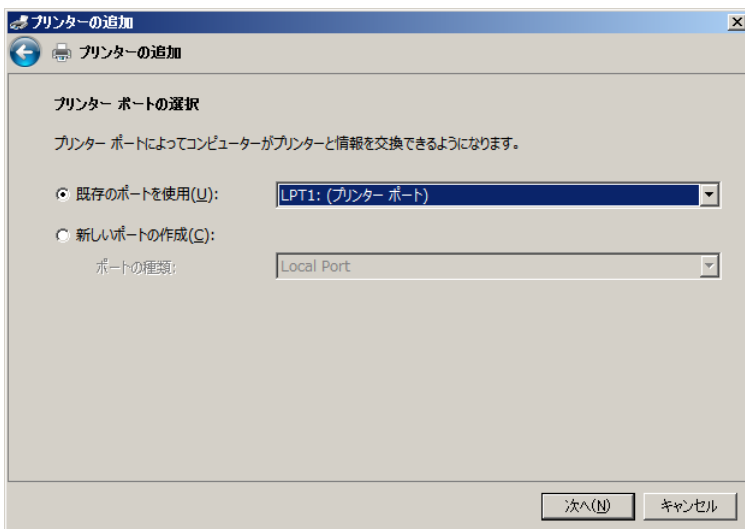 プリンターの追加
プリンターの追加
プリンター ポートの選択
プリンター ポートによってコンピューターがプリンターと情報を交換できるようになります。
既存のポートを使用(U): LPT1: (プリンター ポート)
新しいポートの作成(C):
ポートの種類: Local Port
次へ(N) キャンセル